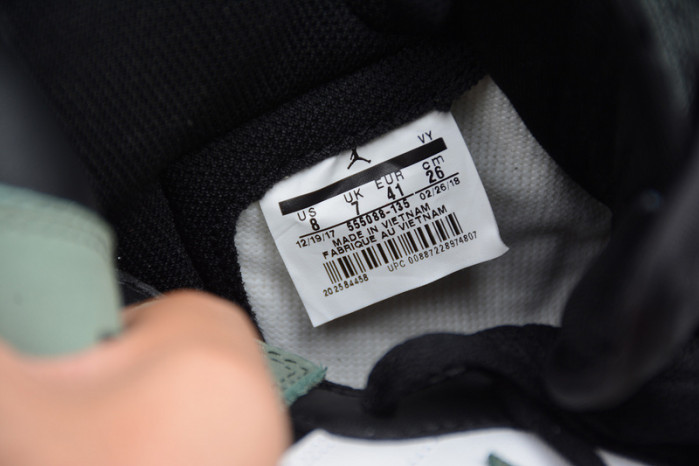 VY
US UK EUR cm
8 7 41 26
12/19/17 555088-135 02/26/18
MADE IN VIETNAM
FABRIQUE AU VIETNAM
202584458 UPC 00887228974807